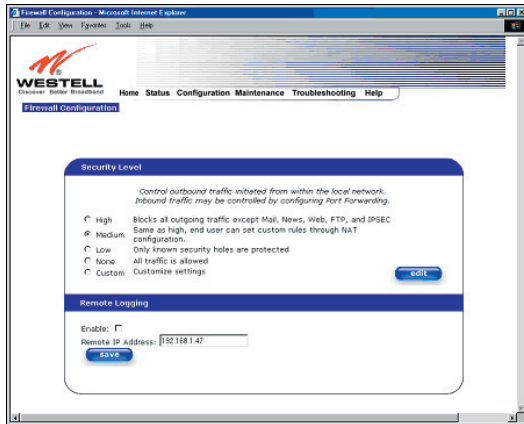 Firewall Configuration - Microsoft Internet Explorer
File Edit View Favorites Tools Help
WESTELL
Discover Better Broadband
Home Status Configuration Maintenance Troubleshooting Help
Firewall Configuration
Security Level
Control outbound traffic initiated from within the local network.
Inbound traffic may be controlled by configuring Port Forwarding.
High Blocks all outgoing traffic except Mail, News, Web, FTP, and IPSEC
Medium Same as high, end user can set custom rules through NAT
configuration.
Low Only known security holes are protected
None All traffic is allowed
Custom Customize settings
edit
Remote Logging
Enable:
Remote IP Address: 192.168.1.47
save